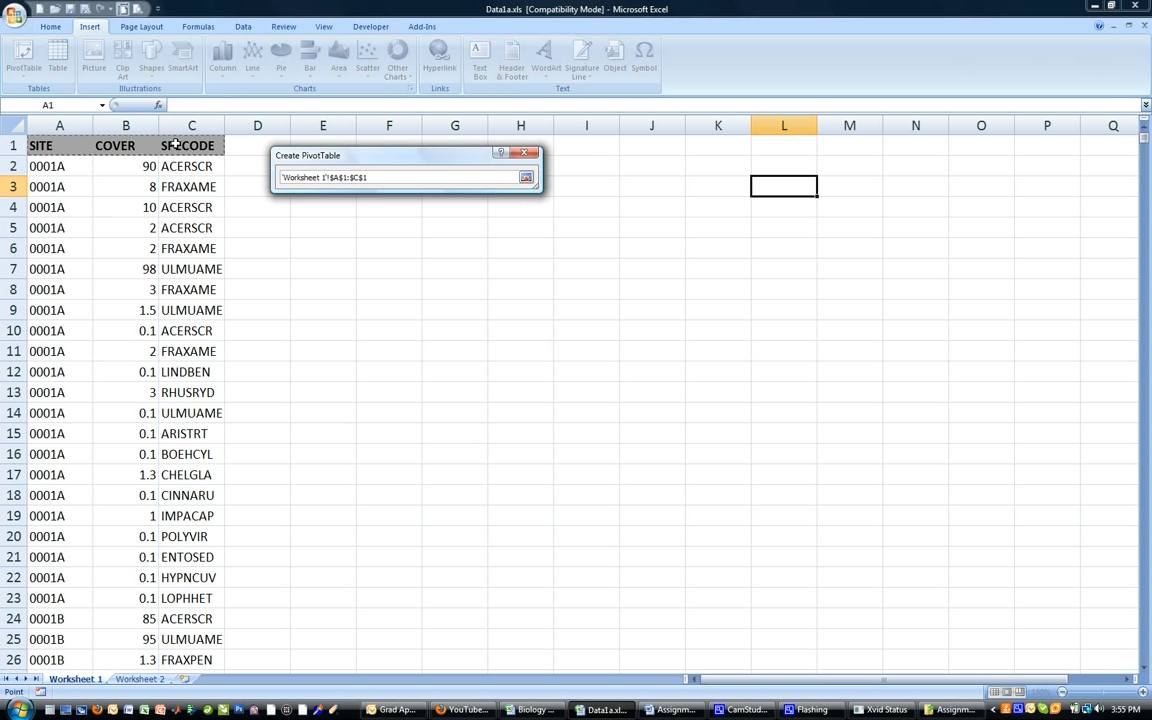 Data1a.xls [Compatibility Mode] - Microsoft Excel
Home Insert Page Layout Formulas Data Review View Developer Add-Ins
PivotTable Table Picture Clip Art Shapes SmartArt Column Line Pie Bar Area Scatter Other Charts Hyperlink Text Box Header & Footer WordArt Signature Line Object Symbol
Tables Illustrations Charts Links Text
A1 fx
A B C D E F G H I J K L M N O P Q
1 SITE COVER
2 0001A 90 ACERSCR
3 0001A 8 FRAXAME
4 0001A 10 ACERSCR
5 0001A 2 ACERSCR
6 0001A 2 FRAXAME
7 0001A 98 ULMUAME
8 0001A 3 FRAXAME
9 0001A 1.5 ULMUAME
10 0001A 0.1 ACERSCR
11 0001A 2 FRAXAME
12 0001A 0.1 LINDBEN
13 0001A 3 RHUSRYD
14 0001A 0.1 ULMUAME
15 0001A 0.1 ARISTRT
16 0001A 0.1 BOEHCYL
17 0001A 1.3 CHELGLA
18 0001A 0.1 CINNARU
19 0001A 1 IMPACAP
20 0001A 0.1 POLYVIR
21 0001A 0.1 ENTOSED
22 0001A 0.1 HYPNCUV
23 0001A 0.1 LOPHHET
24 0001B 85 ACERSCR
25 0001B 95 ULMUAME
26 0001B 1.3 FRAXPEN
Create PivotTable
'Worksheet 1'!$A$1:$C$1
Worksheet 1 Worksheet 2
Point
Grad Ap... YouTube... Biology ... Data1a.xl... Assignm... CamStud... Flashing Xvid Status Assignm... 3:55 PM